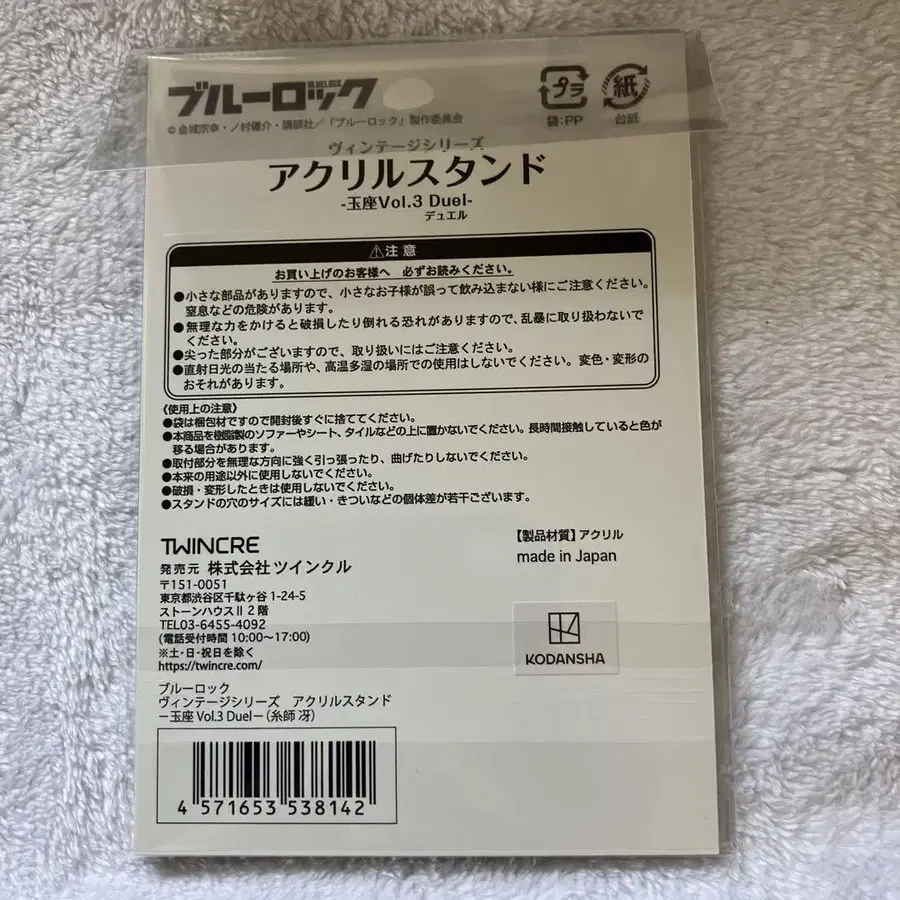 ブルーロック
BLUELOCK
©金城宗幸・ノ村優介・講談社/「ブルーロック」製作委員会
プラ
袋:PP
紙
台紙
ヴィンテージシリーズ
アクリルスタンド
-玉座Vol.3 Duel-
デュエル
⚠注意
お買い上げのお客様へ 必ずお読みください。
●小さな部品がありますので、小さなお子様が誤って飲み込まない様にご注意ください。
窒息などの危険があります。
●無理な力をかけると破損したり倒れる恐れがありますので、乱暴に取り扱わないで
ください。
●尖った部分がございますので、取り扱いにはご注意ください。
●直射日光の当たる場所や、高温多湿の場所での使用はしないでください。変色・変形の
おそれがあります。
《使用上の注意》
●袋は梱包材ですので開封後すぐに捨ててください。
●本商品を樹脂製のソファーやシート、タイルなどの上に置かないでください。長時間接触していると色が
移る場合があります。
●取付部分を無理な方向に強く引っ張ったり、曲げたりしないでください。
●本来の用途以外に使用しないでください。
●破損・変形したときは使用しないでください。
●スタンドの穴のサイズには緩い・きついなどの個体差が若干ございます。
TWINCRE
発売元 株式会社ツインクル
〒151-0051
東京都渋谷区千駄ヶ谷1-24-5
ストーンハウスⅡ2階
TEL03-6455-4092
(電話受付時間 10:00~17:00)
※土・日・祝日を除く
https://twincre.com/
【製品材質】アクリル
made in Japan
KODANSHA
ブルーロック
ヴィンテージシリーズ アクリルスタンド
-玉座 Vol.3 Duel-(糸師 冴)
4 571653 538142